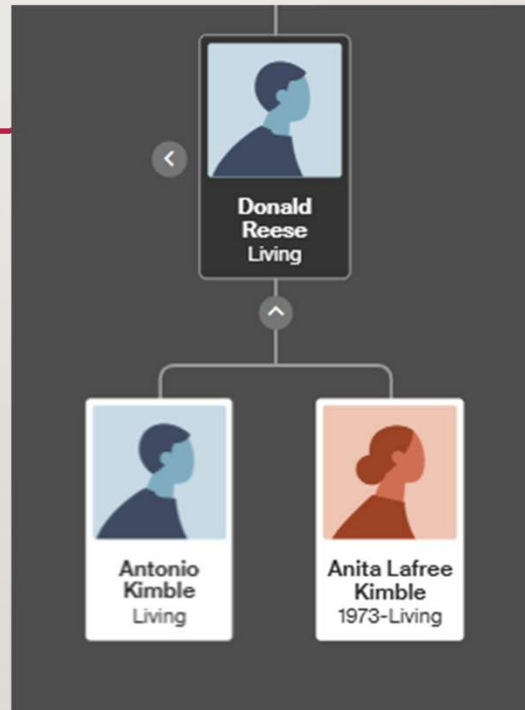 Donald
Reese
Living
Antonio
Kimble
Living
Anita Lafree
Kimble
1973-Living